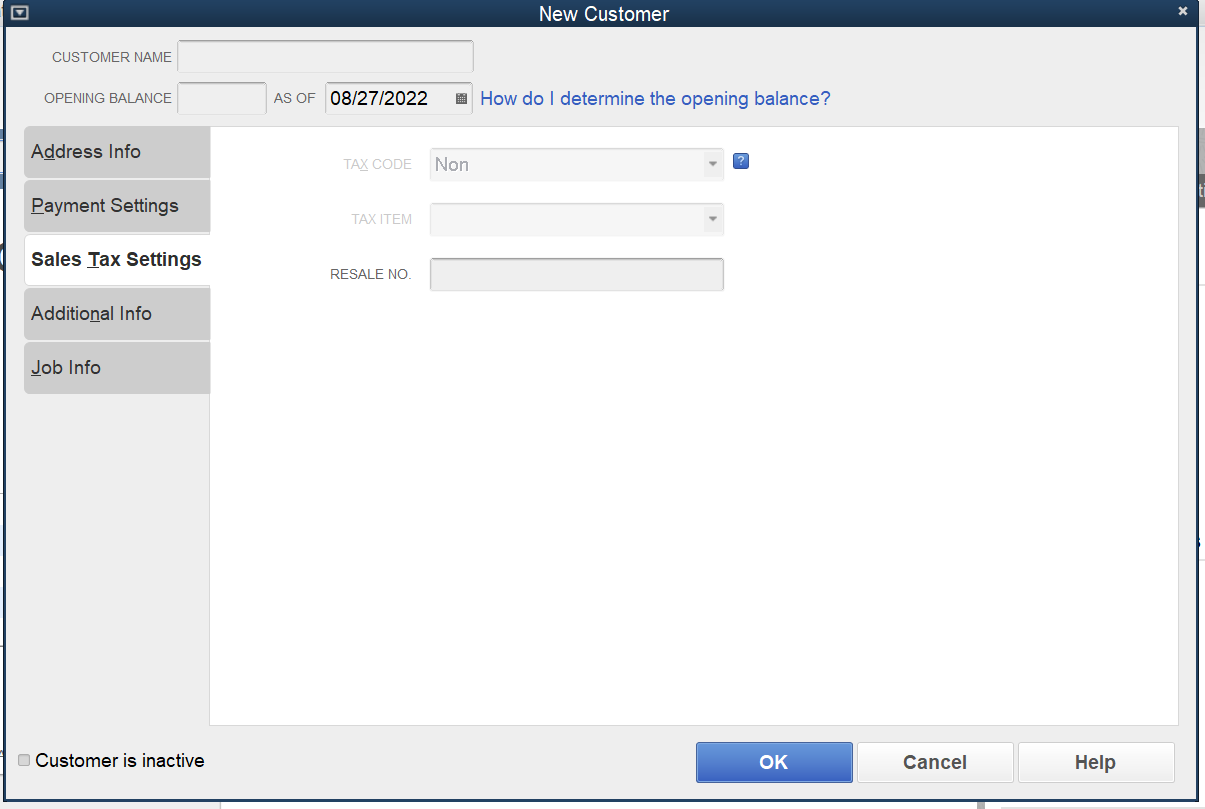 New Customer
CUSTOMER NAME
OPENING BALANCE AS OF 08/27/2022 How do I determine the opening balance?
Address Info
Payment Settings
Sales Tax Settings
Additional Info
Job Info
TAX CODE Non ?
TAX ITEM
RESALE NO.
Customer is inactive
OK Cancel Help